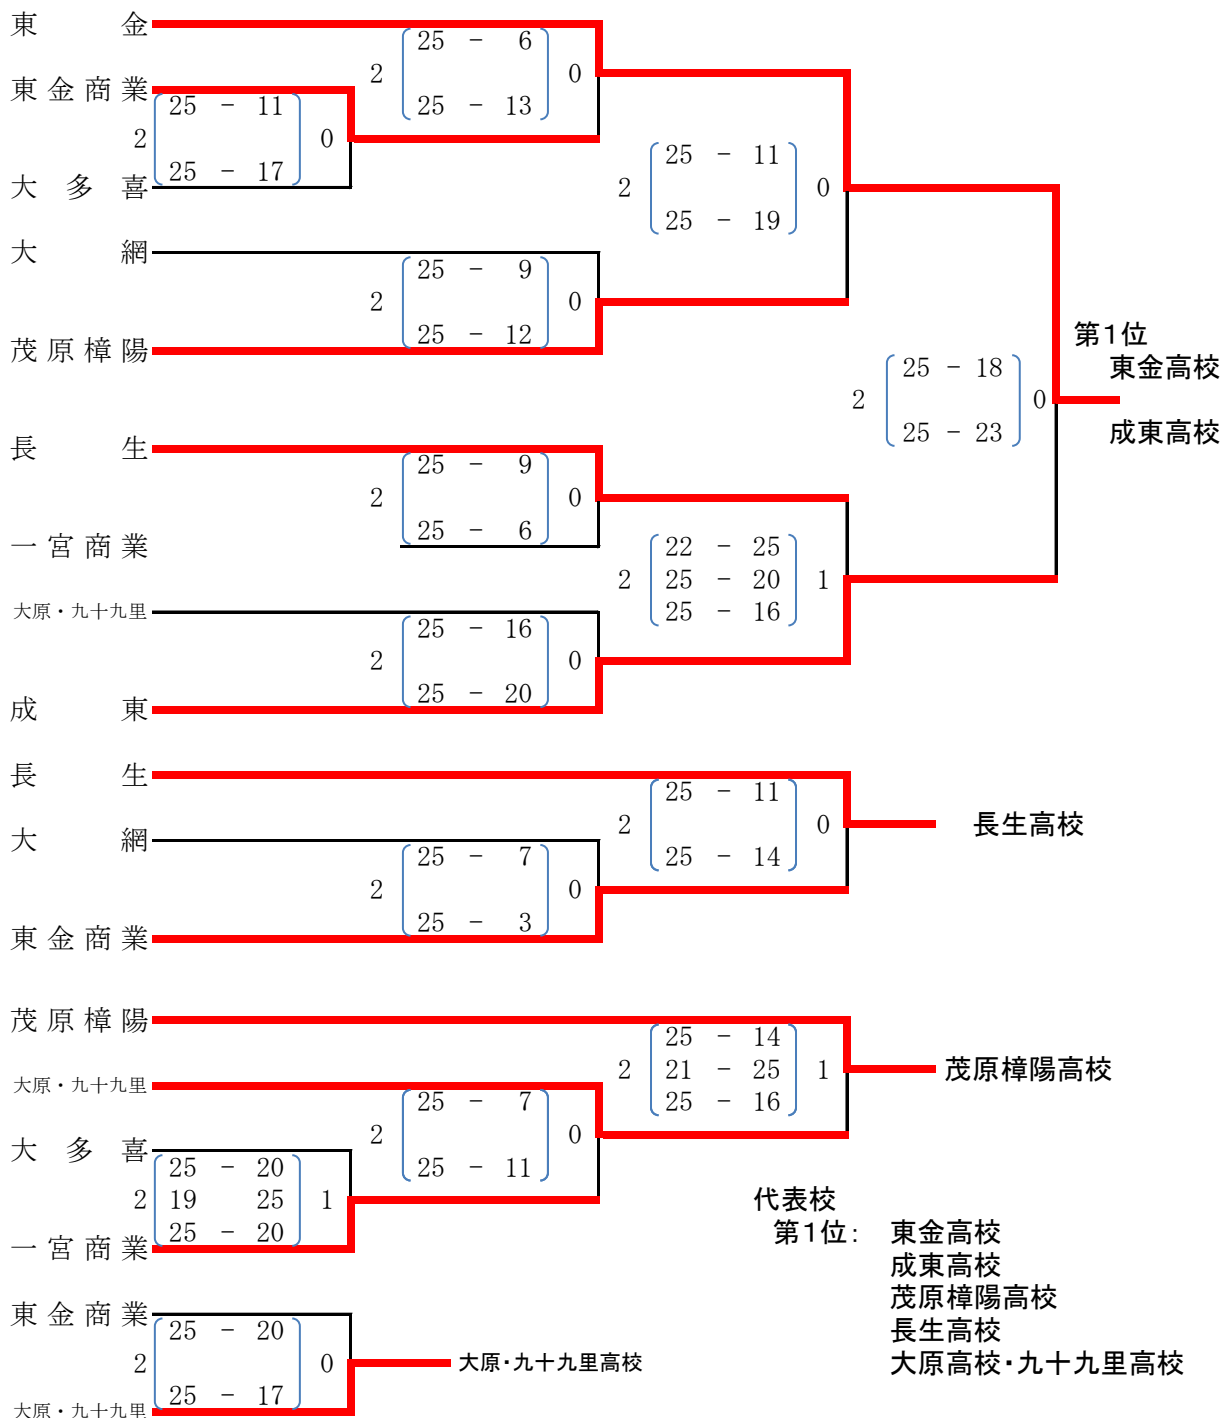 東　金
25 - 6
2 0
東金商業
25 - 13
25 - 11
2 0
25 - 11
25 - 17
2 0
大多喜
25 - 19
大　網
25 - 9
2 0
25 - 12
第1位
茂原樟陽
25 - 18
東金高校
2 0
25 - 23
成東高校
長　生
25 - 9
2 0
25 - 6
一宮商業
22 - 25
2 25 - 20 1
25 - 16
大原・九十九里
25 - 16
2 0
25 - 20
成　東
長　生
25 - 11
2 0
長生高校
大　網
25 - 14
25 - 7
2 0
25 - 3
東金商業
茂原樟陽
25 - 14
2 21 - 25 1
茂原樟陽高校
25 - 16
大原・九十九里
25 - 7
2 0
大多喜
25 - 11
25 - 20
2 19 25 1
25 - 20
代表校
第1位： 東金高校
一宮商業
成東高校
茂原樟陽高校
東金商業
25 - 20
長生高校
2 0
大原・九十九里高校
大原高校・九十九里高校
25 - 17
大原・九十九里